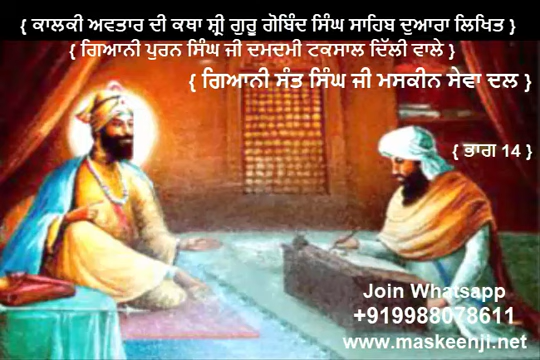 { ਕਾਲਕੀ ਅਵਤਾਰ ਦੀ ਕਥਾ ਸ਼੍ਰੀ ਗੁਰੂ ਗੋਬਿੰਦ ਸਿੰਘ ਸਾਹਿਬ ਦੁਆਰਾ ਲਿਖਿਤ }
{ ਗਿਆਨੀ ਪੁਰਨ ਸਿੰਘ ਜੀ ਦਮਦਮੀ ਟਕਸਾਲ ਦਿੱਲੀ ਵਾਲੇ }
{ ਗਿਆਨੀ ਸੰਤ ਸਿੰਘ ਜੀ ਮਸਕੀਨ ਸੇਵਾ ਦਲ }
{ ਭਾਗ 14 }
Join Whatsapp
+919988078611
www.maskeenji.net